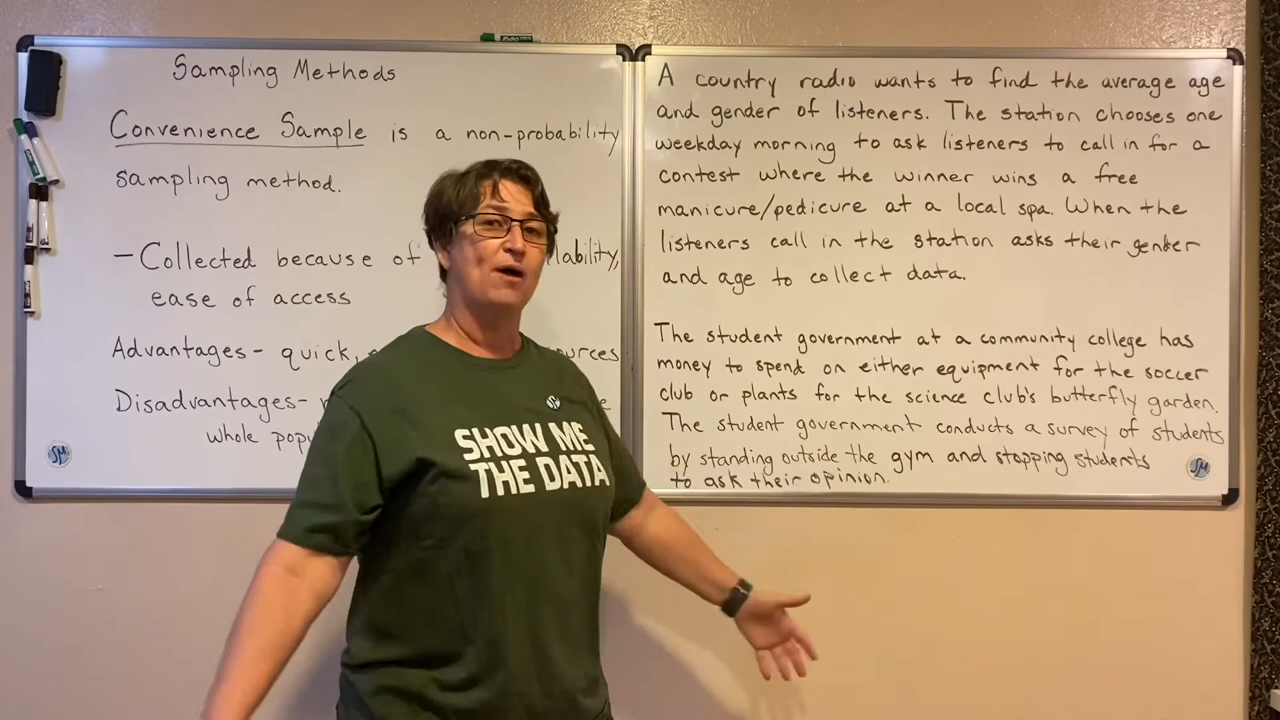 Sampling Methods
Convenience Sample is a non-probability
sampling method.
- Collected because of lability,
ease of access
Advantages - quick,
Disadvantages -
whole
A country radio wants to find the average age
and gender of listeners. The station chooses one
weekday morning to ask listeners to call in for a
contest where the winner wins a free
manicure/pedicure at a local spa. When the
listeners call in the station asks their gender
and age to collect data.
The student government at a community college has
money to spend on either equipment for the soccer
club or plants for the science club's butterfly garden.
The student government conducts a survey of students
by standing outside the gym and stopping students
to ask their opinion.
SHOW ME
THE DATA
SM
SM
EXPO